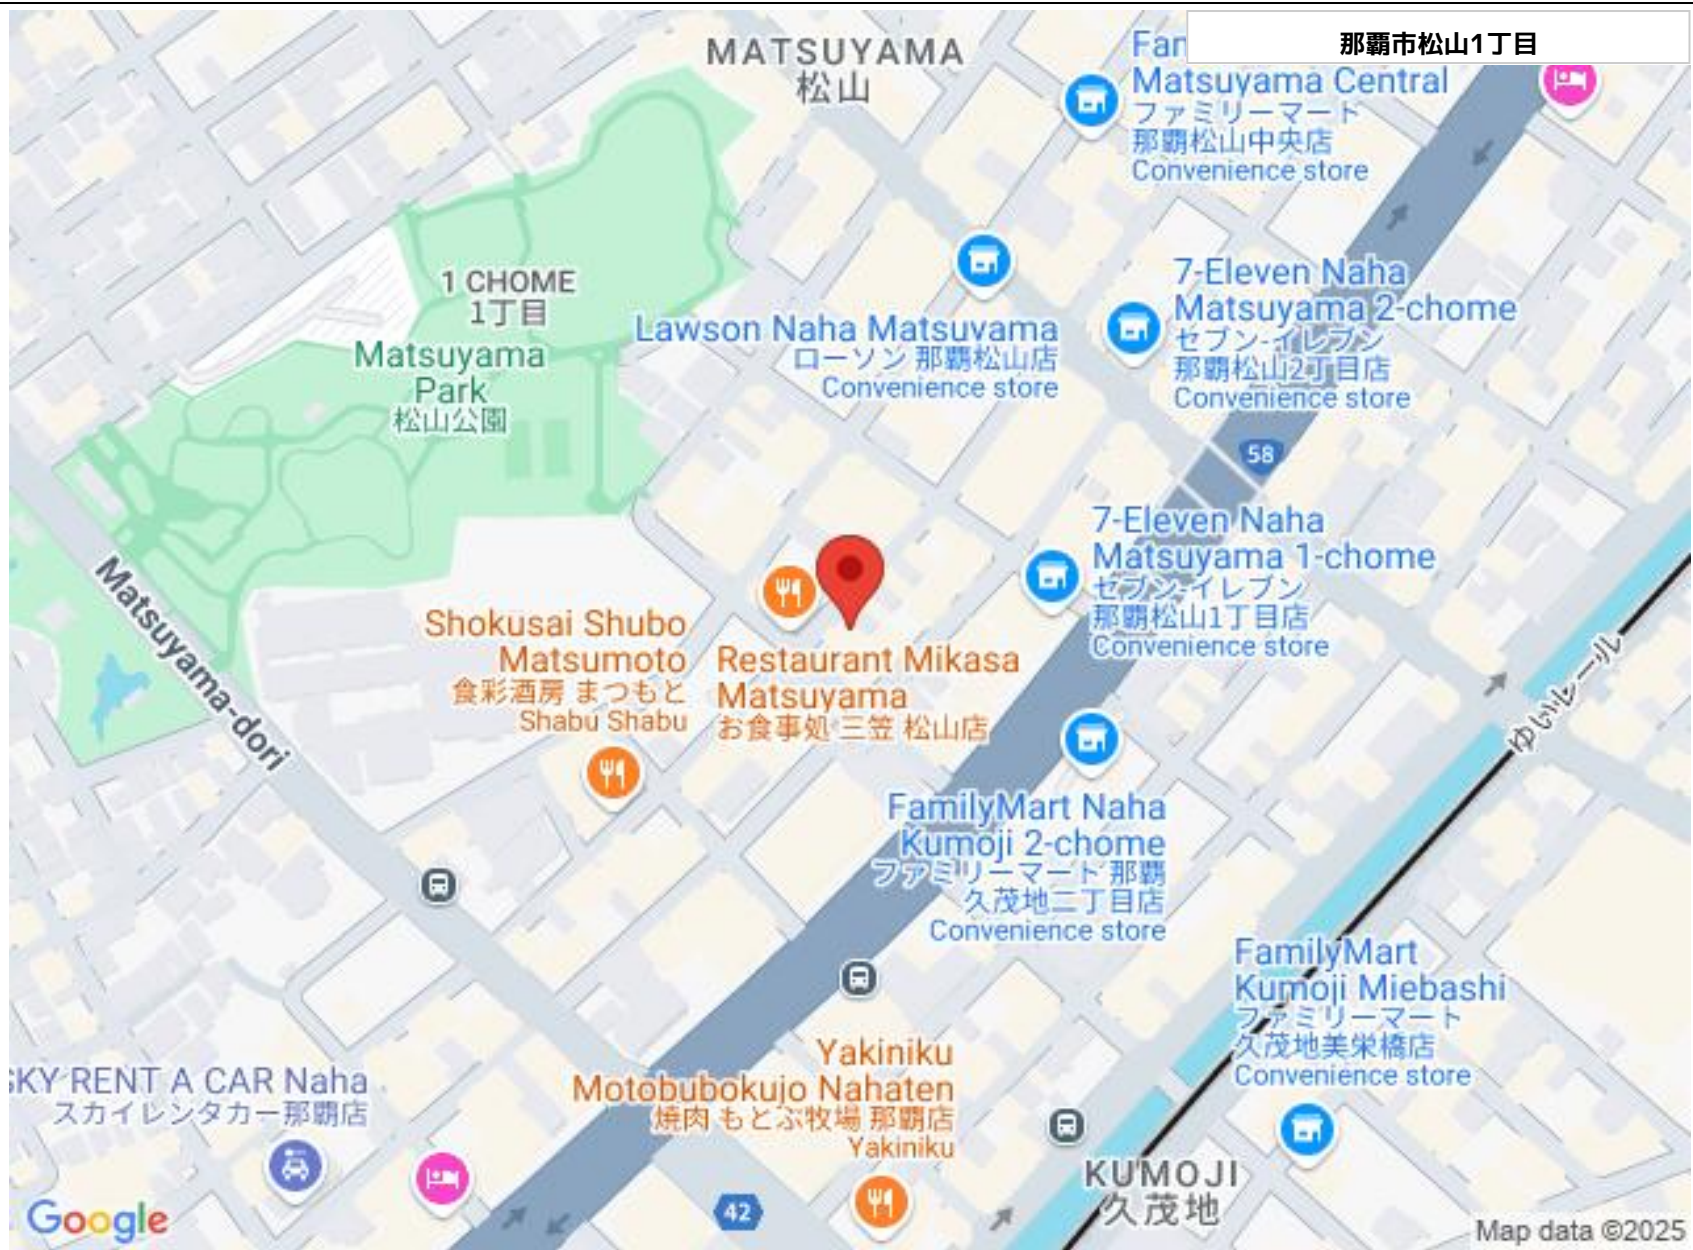 那覇市松山1丁目
MATSUYAMA
松山
Fan
Matsuyama Central
ファミリーマート
那覇松山中央店
Convenience store
1 CHOME
1丁目
Matsuyama
Park
松山公園
Lawson Naha Matsuyama
ローソン 那覇松山店
Convenience store
7-Eleven Naha
Matsuyama 2-chome
セブン-イレブン
那覇松山2丁目店
Convenience store
58
7-Eleven Naha
Matsuyama 1-chome
セブン-イレブン
那覇松山1丁目店
Convenience store
Matsuyama-dori
Shokusai Shubo
Matsumoto
食彩酒房 まつもと
Shabu Shabu
Restaurant Mikasa
Matsuyama
お食事処 三笠 松山店
ゆいレール
FamilyMart Naha
Kumoji 2-chome
ファミリーマート 那覇
久茂地二丁目店
Convenience store
FamilyMart
Kumoji Miebashi
ファミリーマート
久茂地美栄橋店
Convenience store
SKY RENT A CAR Naha
スカイレンタカー那覇店
Yakiniku
Motobubokujo Nahaten
焼肉 もとぶ牧場 那覇店
Yakiniku
KUMOJI
久茂地
42
Google
Map data ©2025